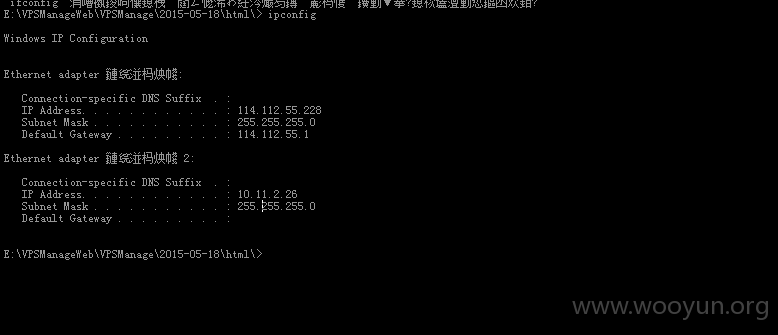 E:\VPSManageWeb\VPSManage\2015-05-18\html\> ipconfig
Windows IP Configuration
Ethernet adapter 鏈湴杩炴帴:
Connection-specific DNS Suffix . :
IP Address. . . . . . . . . . . . : 114.112.55.228
Subnet Mask . . . . . . . . . . . : 255.255.255.0
Default Gateway . . . . . . . . . : 114.112.55.1
Ethernet adapter 鏈湴杩炴帴 2:
Connection-specific DNS Suffix . :
IP Address. . . . . . . . . . . . : 10.11.2.26
Subnet Mask . . . . . . . . . . . : 255.255.255.0
Default Gateway . . . . . . . . . :
E:\VPSManageWeb\VPSManage\2015-05-18\html\>
www.wooyun.org